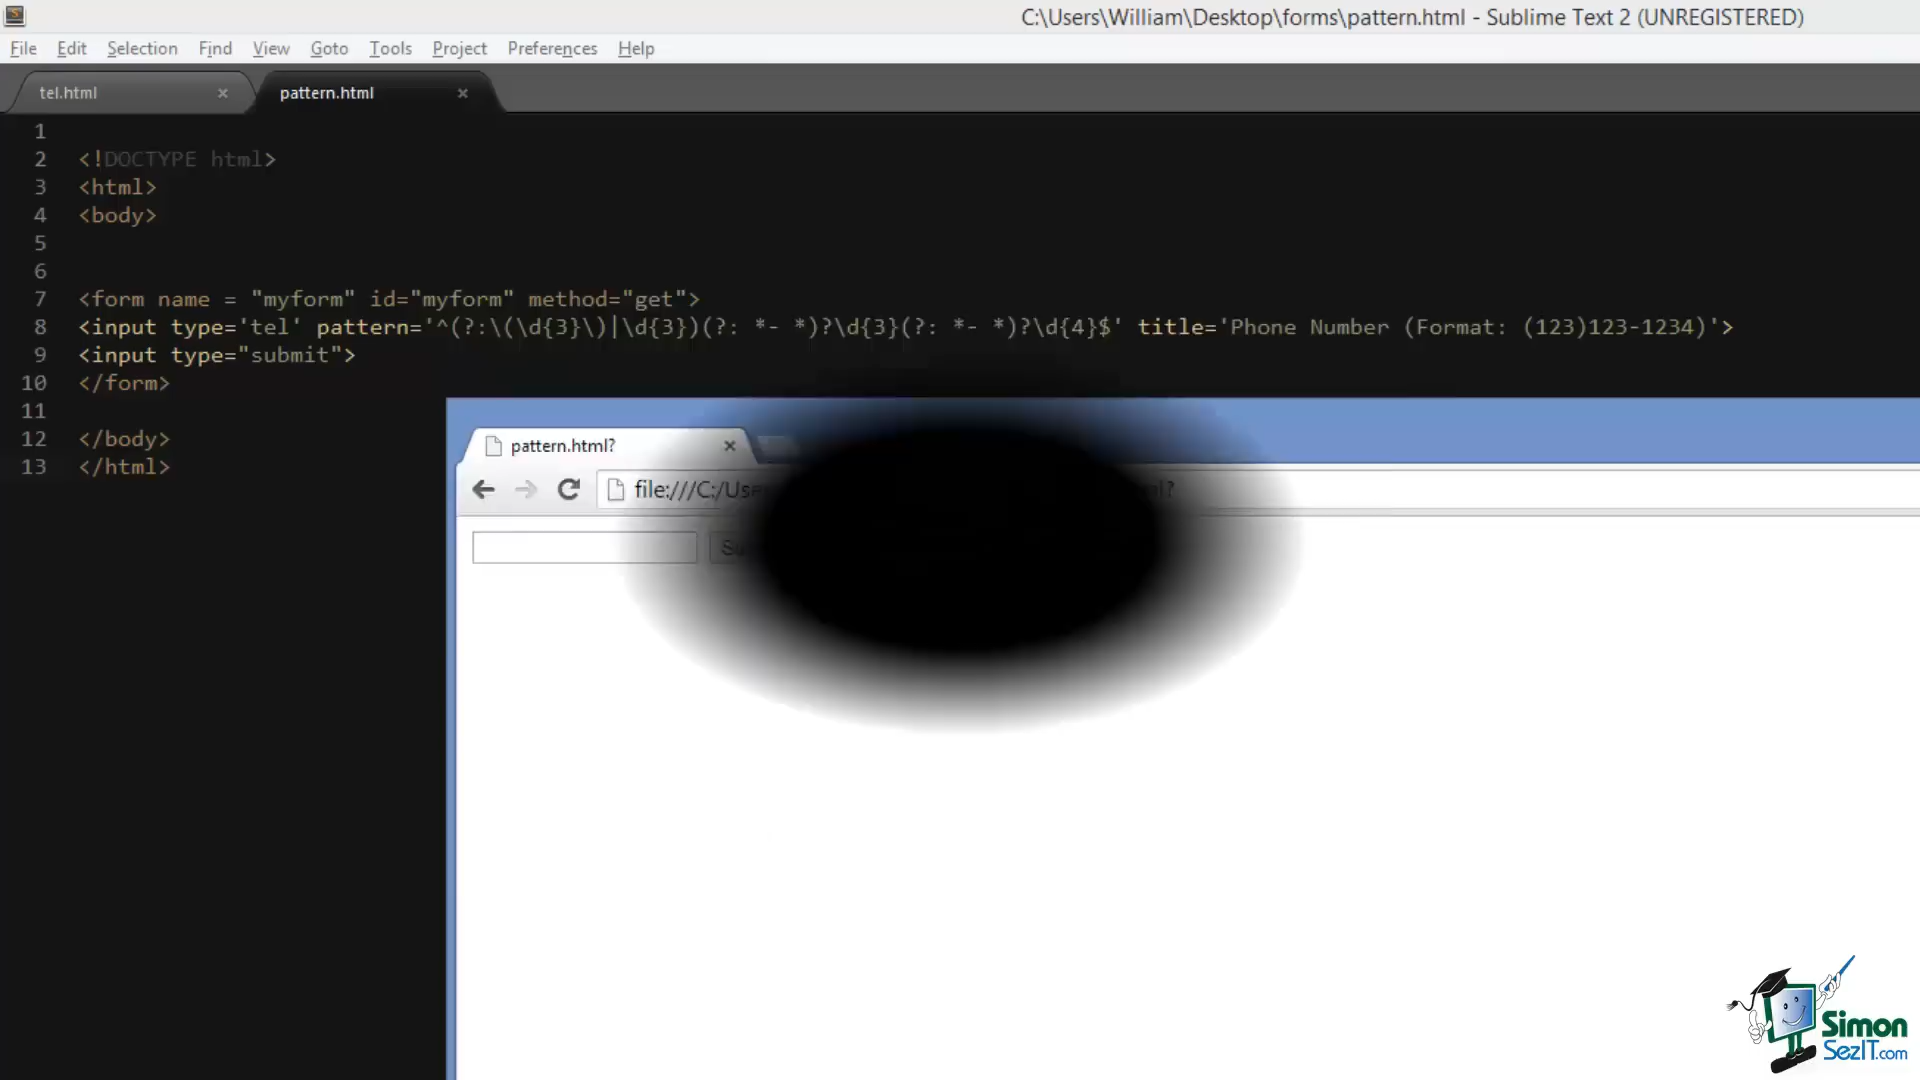 C:\Users\William\Desktop\forms\pattern.html - Sublime Text 2 (UNREGISTERED)
File Edit Selection Find View Goto Tools Project Preferences Help
tel.html × pattern.html ×
1
2 <!DOCTYPE html>
3 <html>
4 <body>
5
6
7 <form name = "myform" id="myform" method="get">
8 <input type='tel' pattern='^(?:\(\d{3}\)|\d{3})(?: *- *)?\d{3}(?: *- *)?\d{4}$' title='Phone Number (Format: (123)123-1234)'>
9 <input type="submit">
10 </form>
11
12 </body>
13 </html>
pattern.html? ×
file:///C:/Use
Simon
SezIT.com